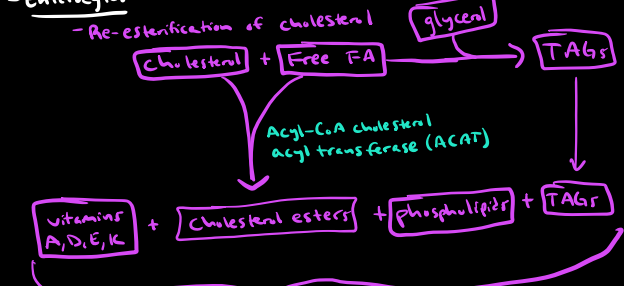 - Re-esterification of cholesterol
glycerol
cholesterol + Free FA
TAGs
Acyl-CoA cholesterol
acyl transferase (ACAT)
vitamins
A, D, E, K
+ cholesterol esters + phospholipids + TAGs